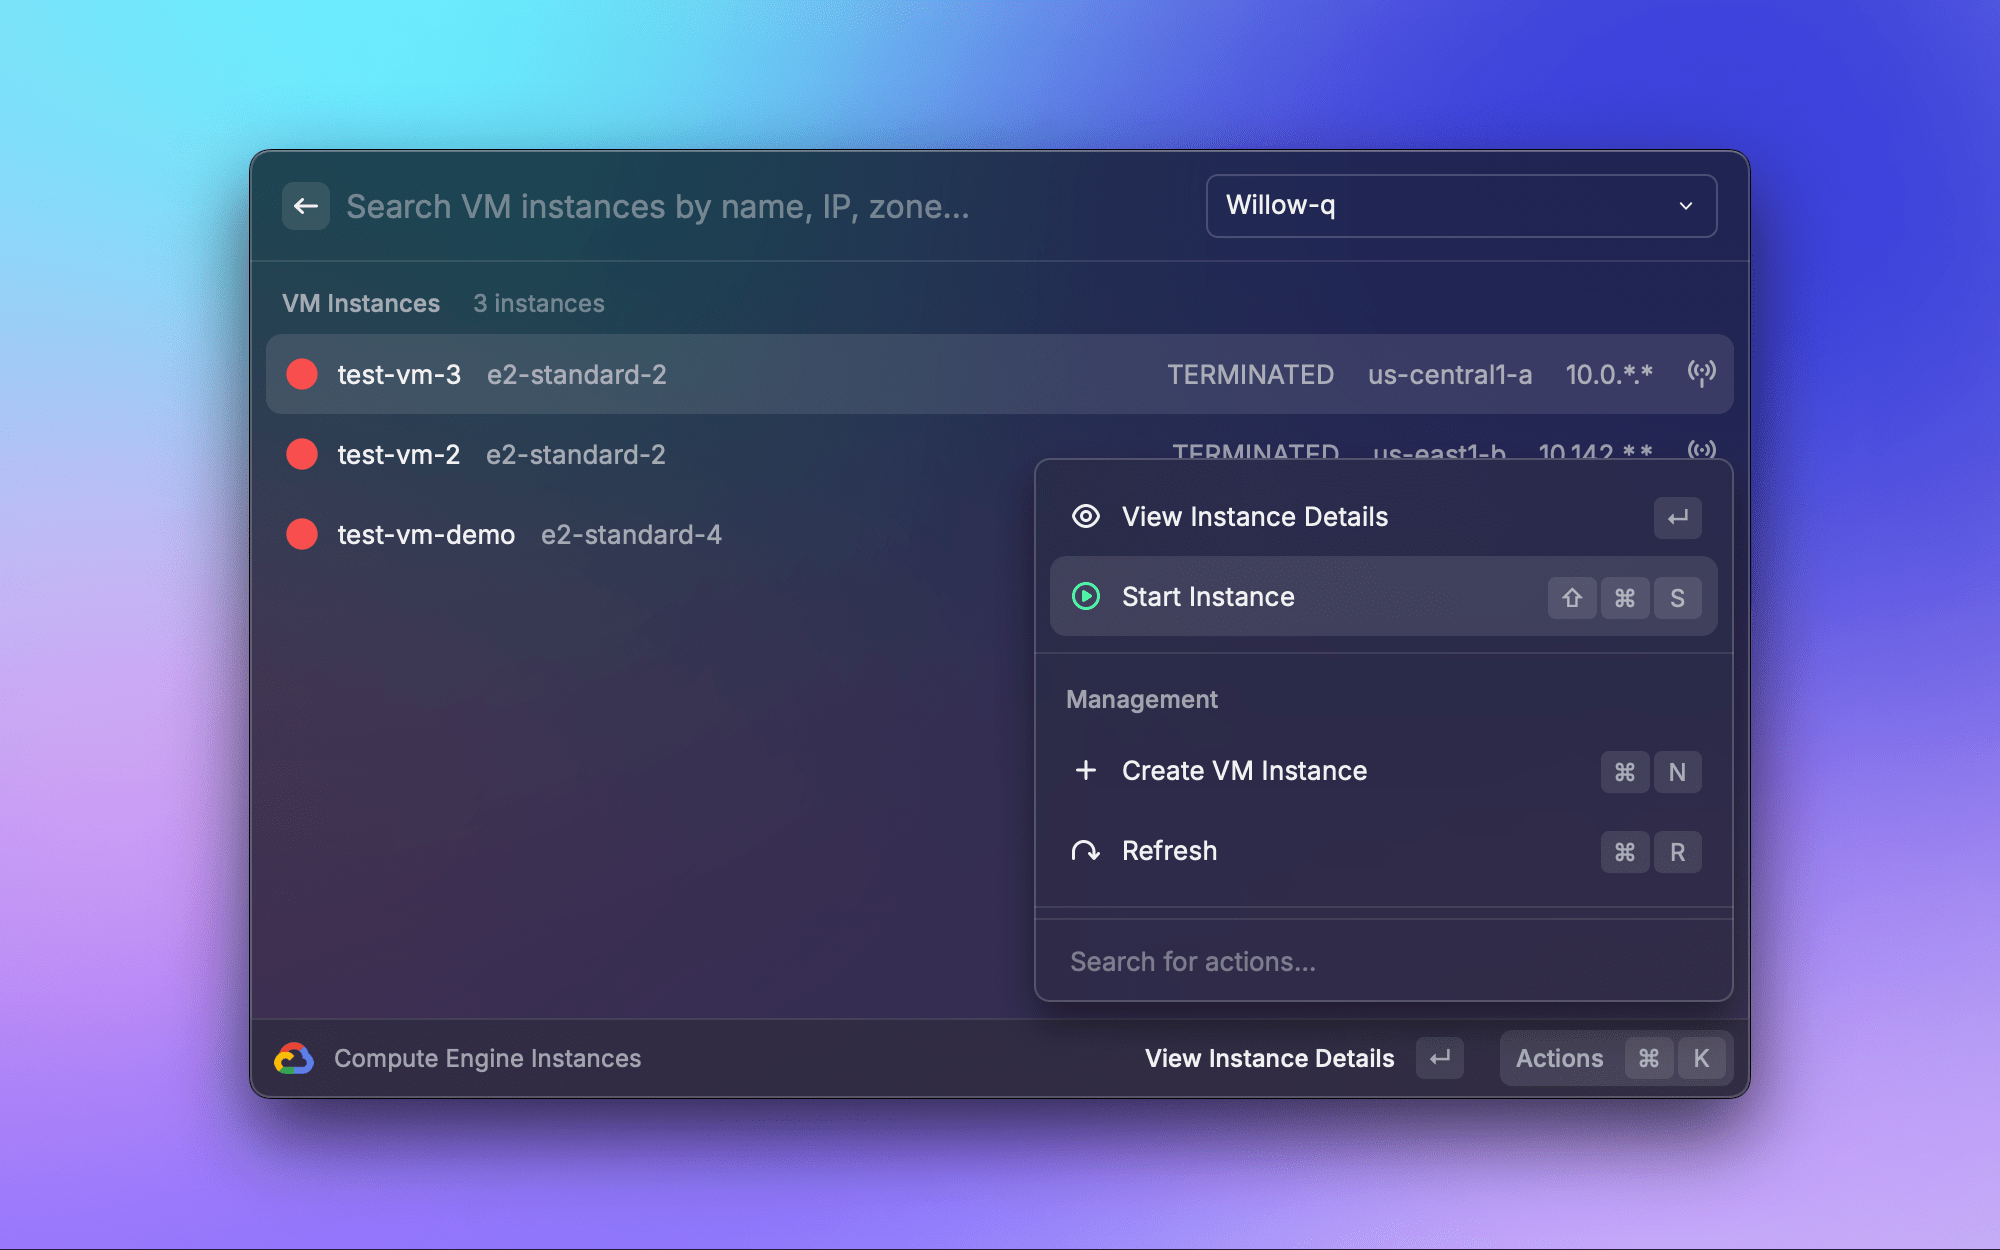 Search VM instances by name, IP, zone...
Willow-q
VM Instances 3 instances
test-vm-3 e2-standard-2 TERMINATED us-central1-a 10.0.*.*
test-vm-2 e2-standard-2 TERMINATED us-east1-b 10.142.*.*
test-vm-demo e2-standard-4
View Instance Details
Start Instance ⇧ ⌘ S
Management
Create VM Instance ⌘ N
Refresh ⌘ R
Search for actions...
Compute Engine Instances
View Instance Details
Actions ⌘ K